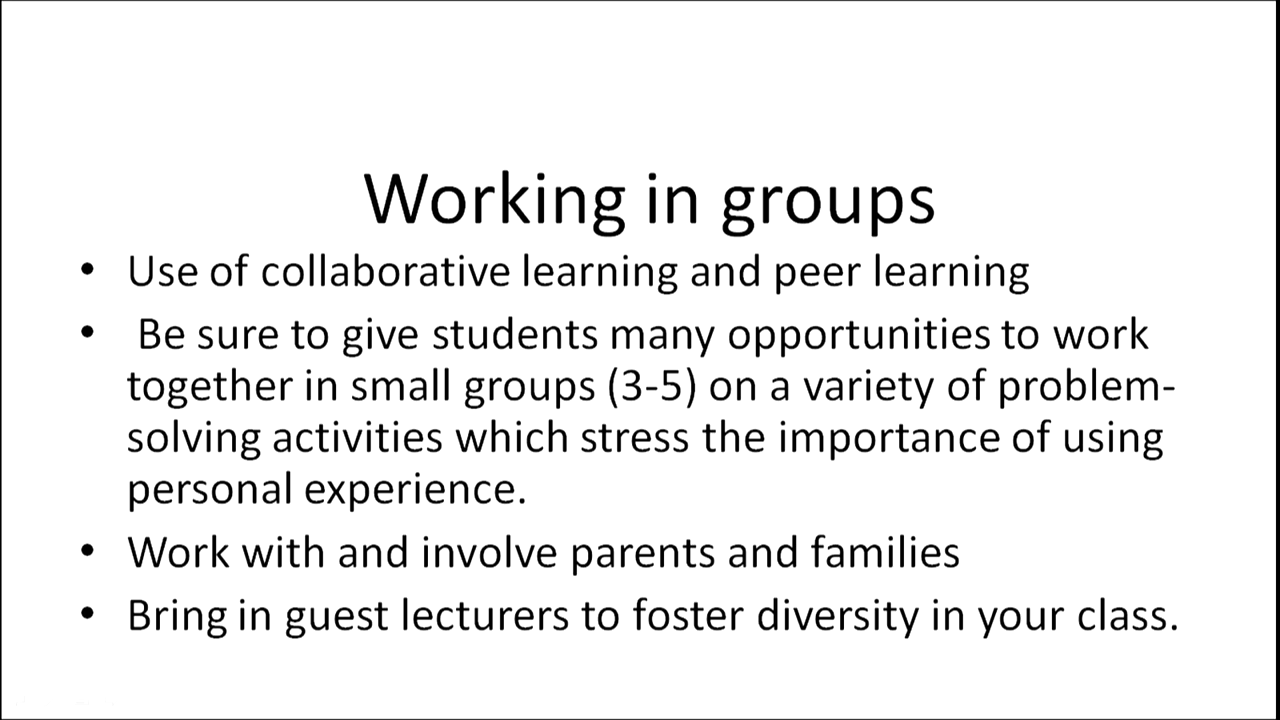 Working in groups
• Use of collaborative learning and peer learning
• Be sure to give students many opportunities to work
together in small groups (3-5) on a variety of problem-
solving activities which stress the importance of using
personal experience.
• Work with and involve parents and families
• Bring in guest lecturers to foster diversity in your class.